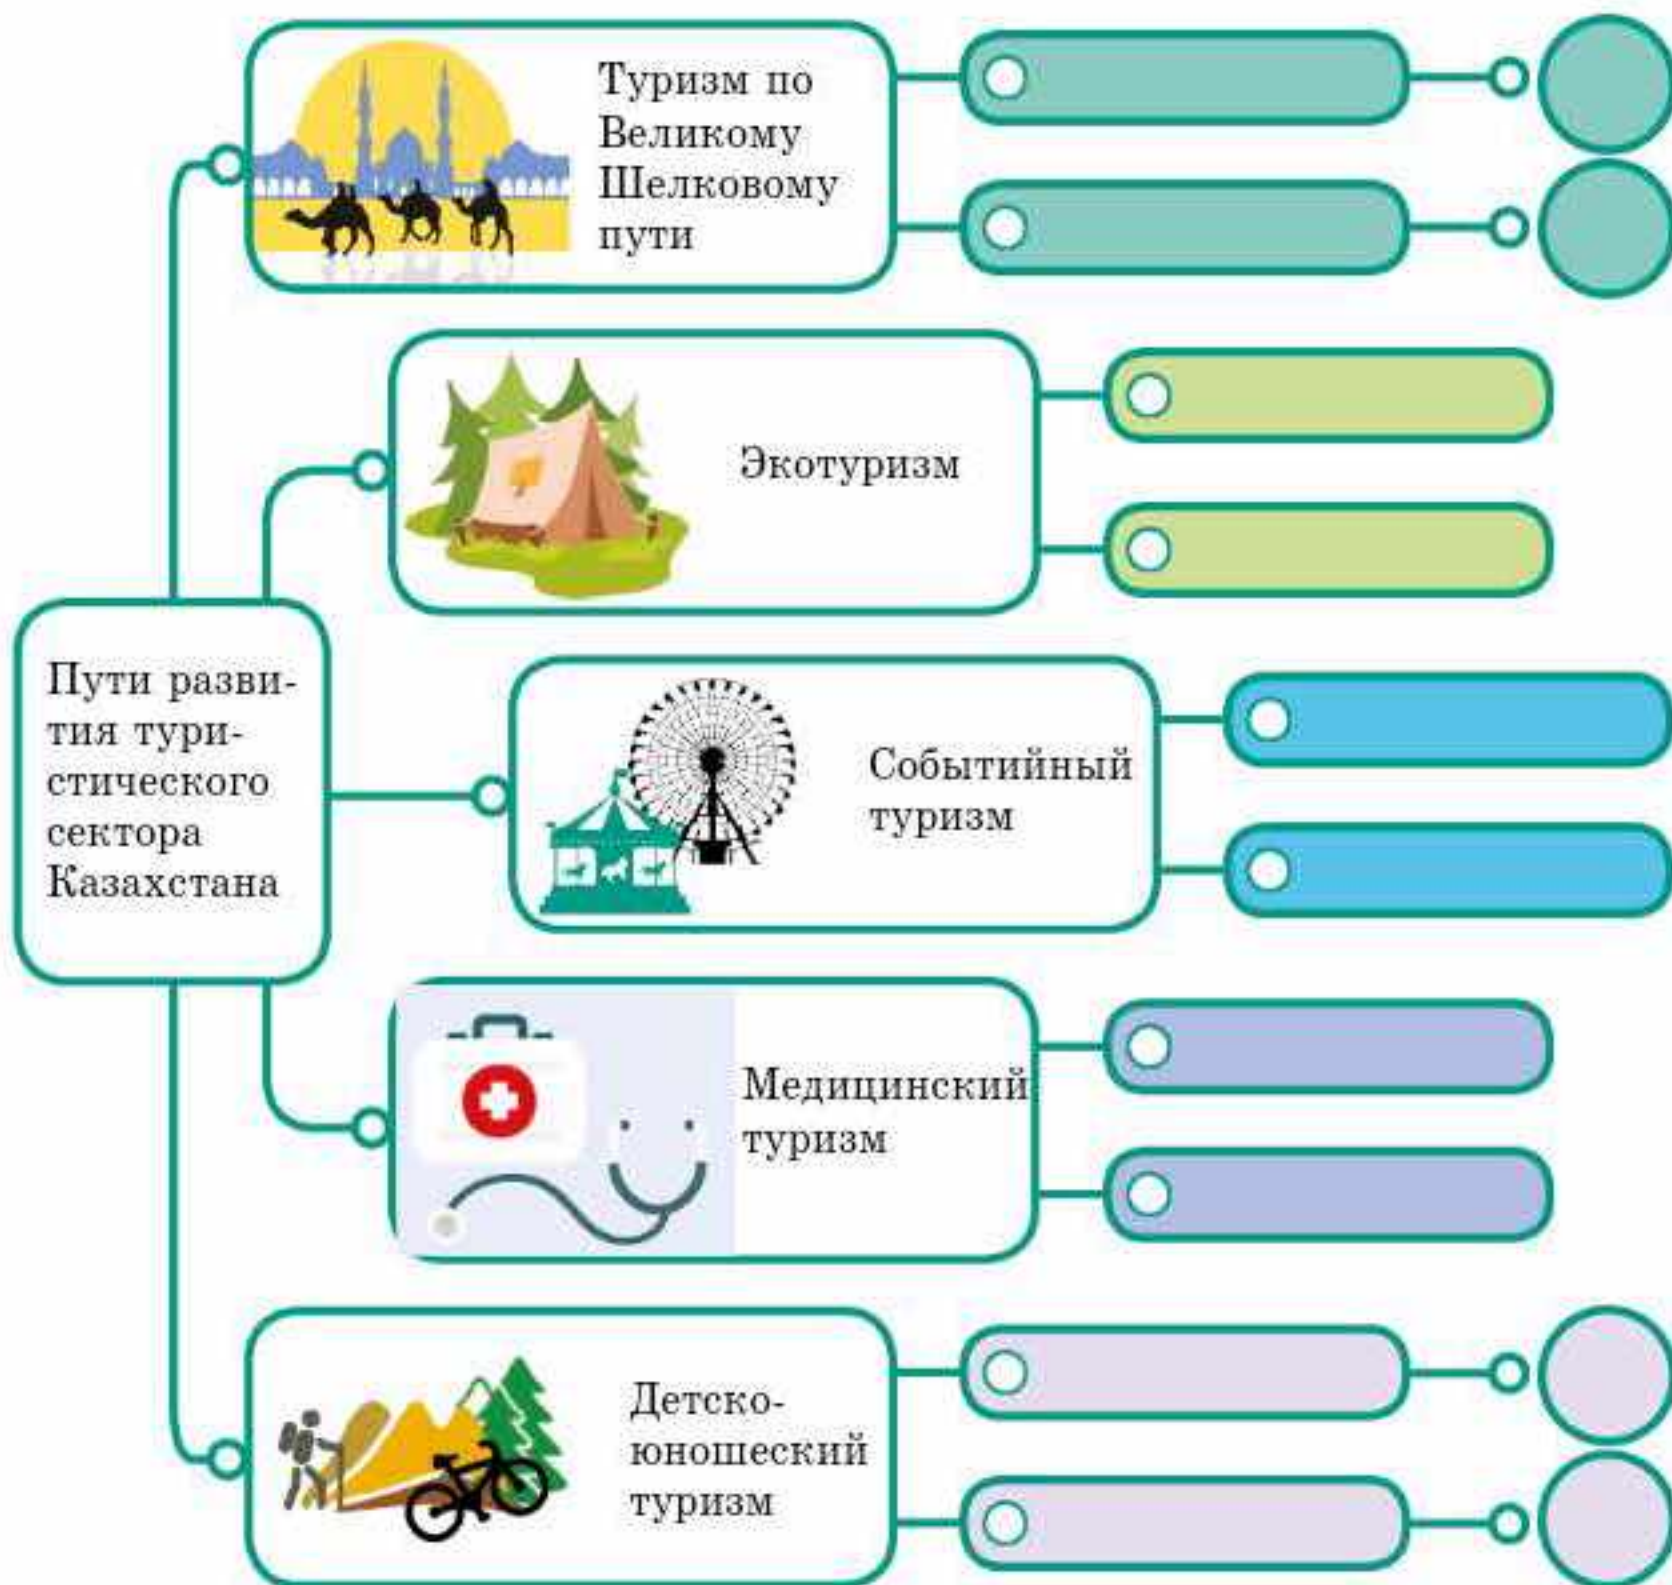 Туризм по
Великому
Шелковому
пути
Экотуризм
Пути разви-
тия тури-
стического
сектора
Казахстана
Событийный
туризм
Медицинский
туризм
Детско-
юношеский
туризм